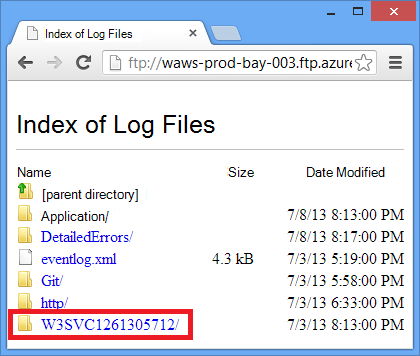 Index of Log Files
ftp://waws-prod-bay-003.ftp.azure
Index of Log Files
Name Size Date Modified
[parent directory]
Application/ 7/8/13 8:13:00 PM
DetailedErrors/ 7/8/13 8:17:00 PM
eventlog.xml 4.3 kB 7/3/13 5:19:00 PM
Git/ 7/3/13 5:58:00 PM
http/ 7/3/13 6:33:00 PM
W3SVC1261305712/ 7/3/13 8:13:00 PM